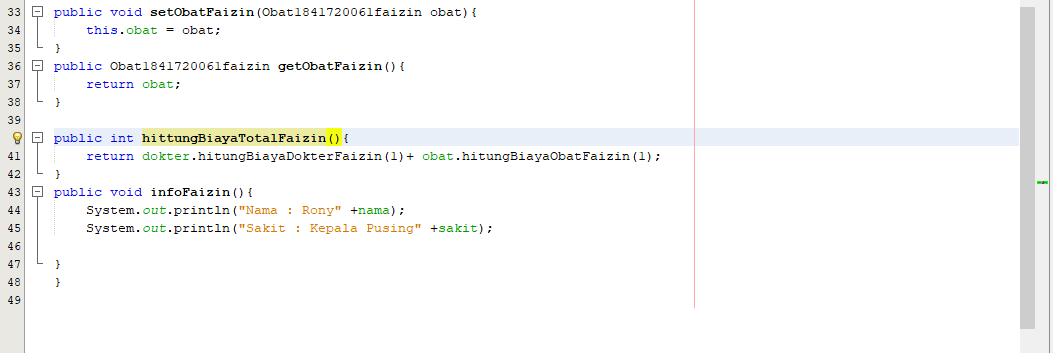 33 public void setObatFaizin(Obat1841720061faizin obat){
34 this.obat = obat;
35 }
36 public Obat1841720061faizin getObatFaizin(){
37 return obat;
38 }
39
public int hittungBiayaTotalFaizin(){
41 return dokter.hitungBiayaDokterFaizin(1)+ obat.hitungBiayaObatFaizin(1);
42 }
43 public void infoFaizin(){
44 System.out.println("Nama : Rony" +nama);
45 System.out.println("Sakit : Kepala Pusing" +sakit);
46
47 }
48 }
49